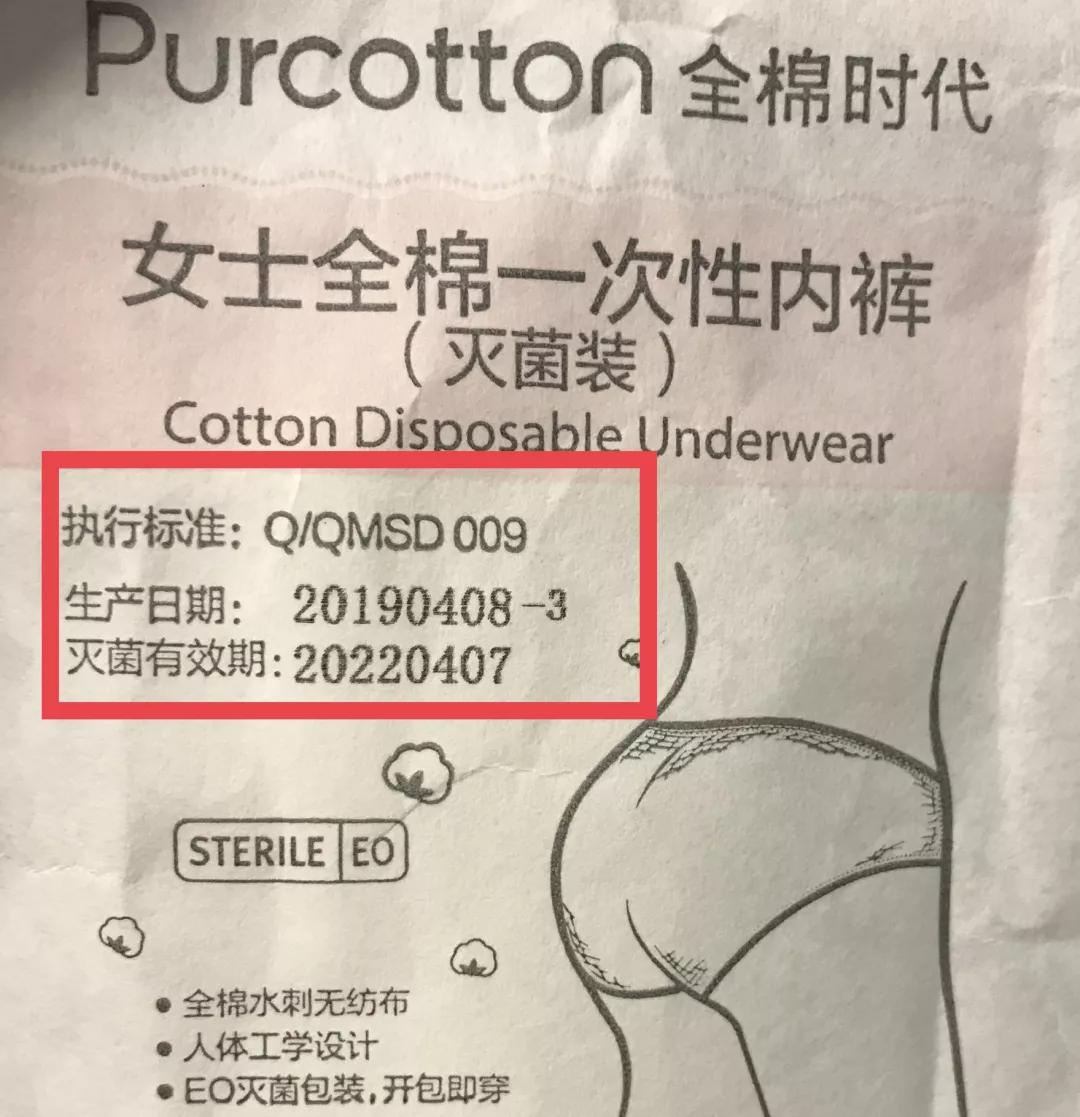 Purcotton 全棉时代
女士全棉一次性内裤
（灭菌装）
Cotton Disposable Underwear
执行标准：Q/QMSD 009
生产日期： 20190408-3
灭菌有效期：20220407
STERILE EO
• 全棉水刺无纺布
• 人体工学设计
• EO灭菌包装，开包即穿